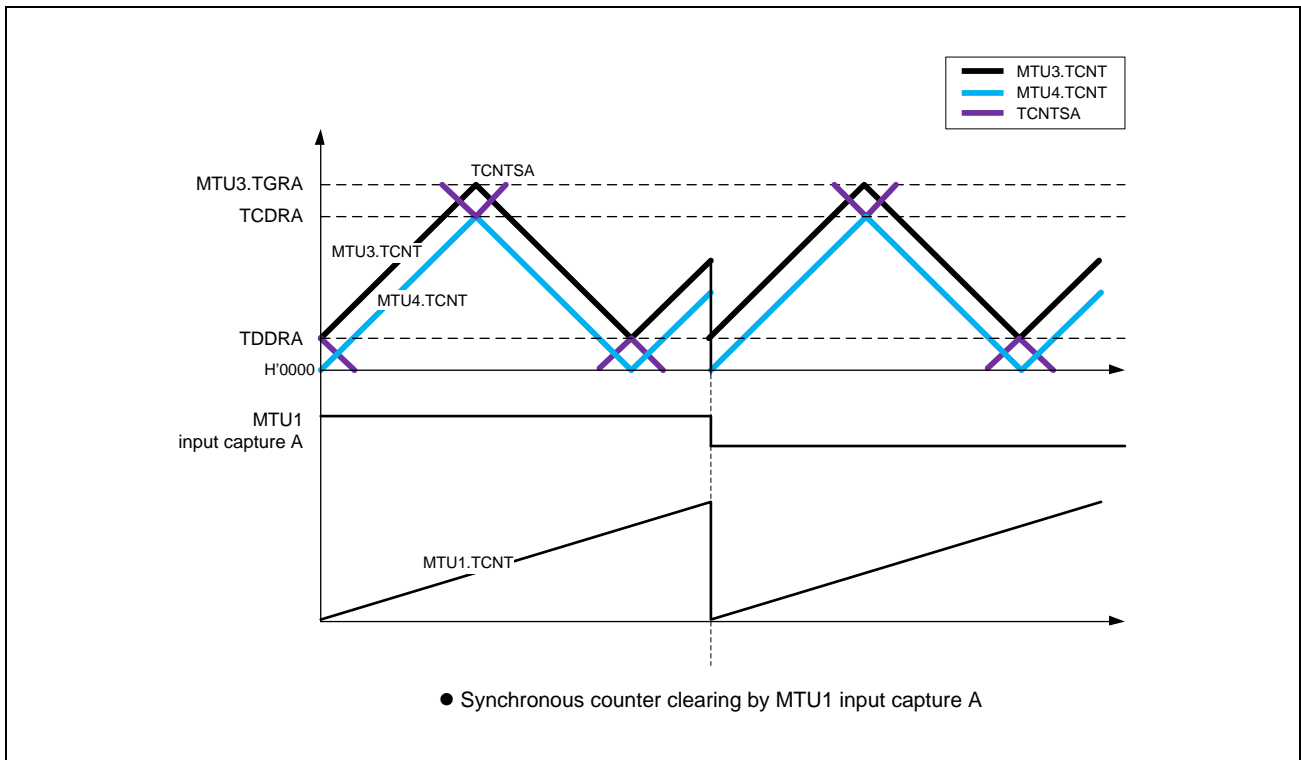 MTU3.TCNT
MTU4.TCNT
TCNTSA
TCNTSA
MTU3.TGRA
TCDRA
MTU3.TCNT
MTU4.TCNT
TDDRA
H'0000
MTU1
input capture A
MTU1.TCNT
● Synchronous counter clearing by MTU1 input capture A